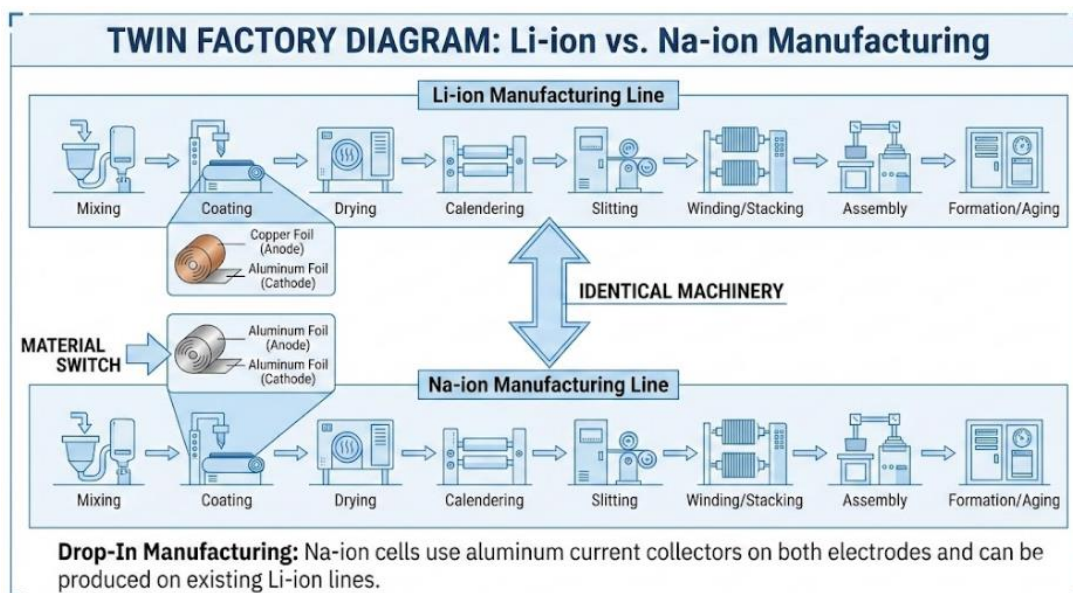 TWIN FACTORY DIAGRAM: Li-ion vs. Na-ion Manufacturing
Li-ion Manufacturing Line
Mixing
Coating
Drying
Calendering
Slitting
Winding/Stacking
Assembly
Formation/Aging
Copper Foil
(Anode)
Aluminum Foil
(Cathode)
IDENTICAL MACHINERY
MATERIAL
SWITCH
Aluminum Foil
(Anode)
Aluminum Foil
(Cathode)
Na-ion Manufacturing Line
Mixing
Coating
Drying
Calendering
Slitting
Winding/Stacking
Assembly
Formation/Aging
Drop-In Manufacturing: Na-ion cells use aluminum current collectors on both electrodes and can be
produced on existing Li-ion lines.